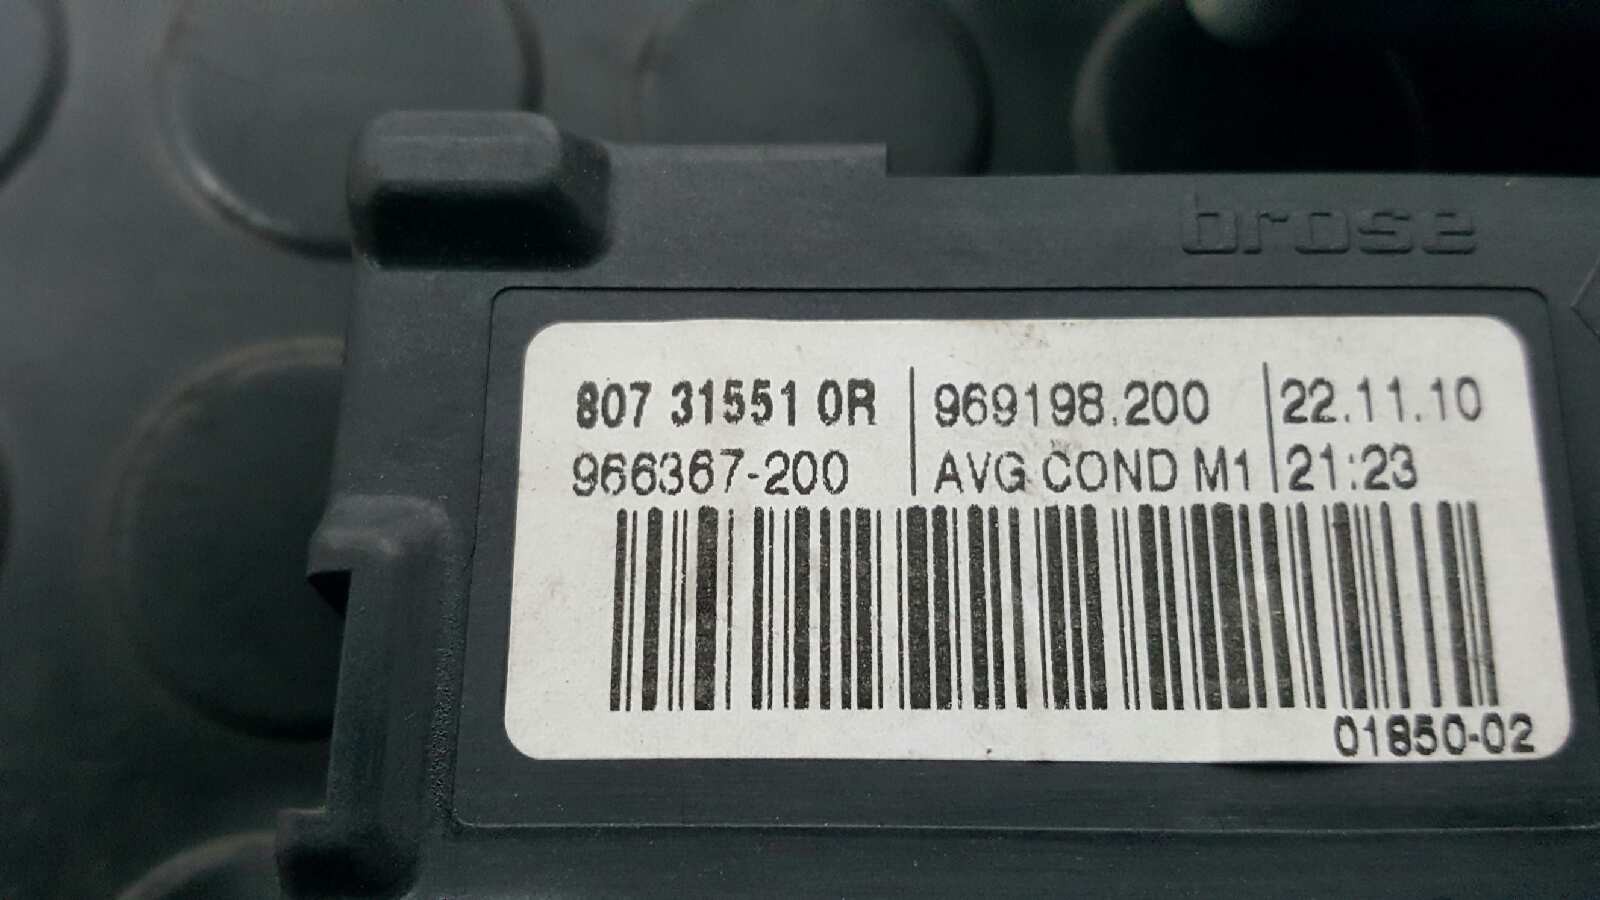 brose
807 31551 0R 969198.200 22.11.10
966367-200 AVG COND M1 21:23
01850-02